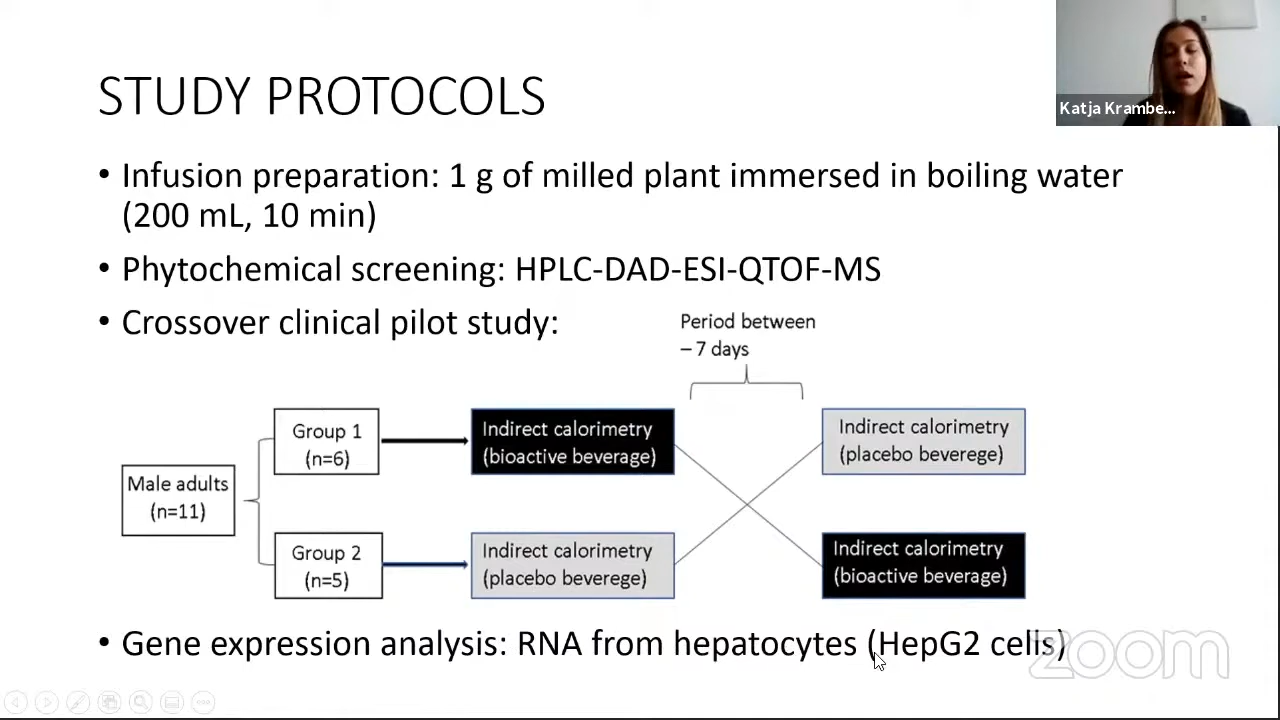 STUDY PROTOCOLS
Katja Krambe...
• Infusion preparation: 1 g of milled plant immersed in boiling water
(200 mL, 10 min)
• Phytochemical screening: HPLC-DAD-ESI-QTOF-MS
• Crossover clinical pilot study:
Period between
– 7 days
Male adults
(n=11)
Group 1
(n=6)
Indirect calorimetry
(bioactive beverage)
Indirect calorimetry
(placebo beverege)
Group 2
(n=5)
Indirect calorimetry
(placebo beverege)
Indirect calorimetry
(bioactive beverage)
• Gene expression analysis: RNA from hepatocytes (HepG2 cells)
zoom